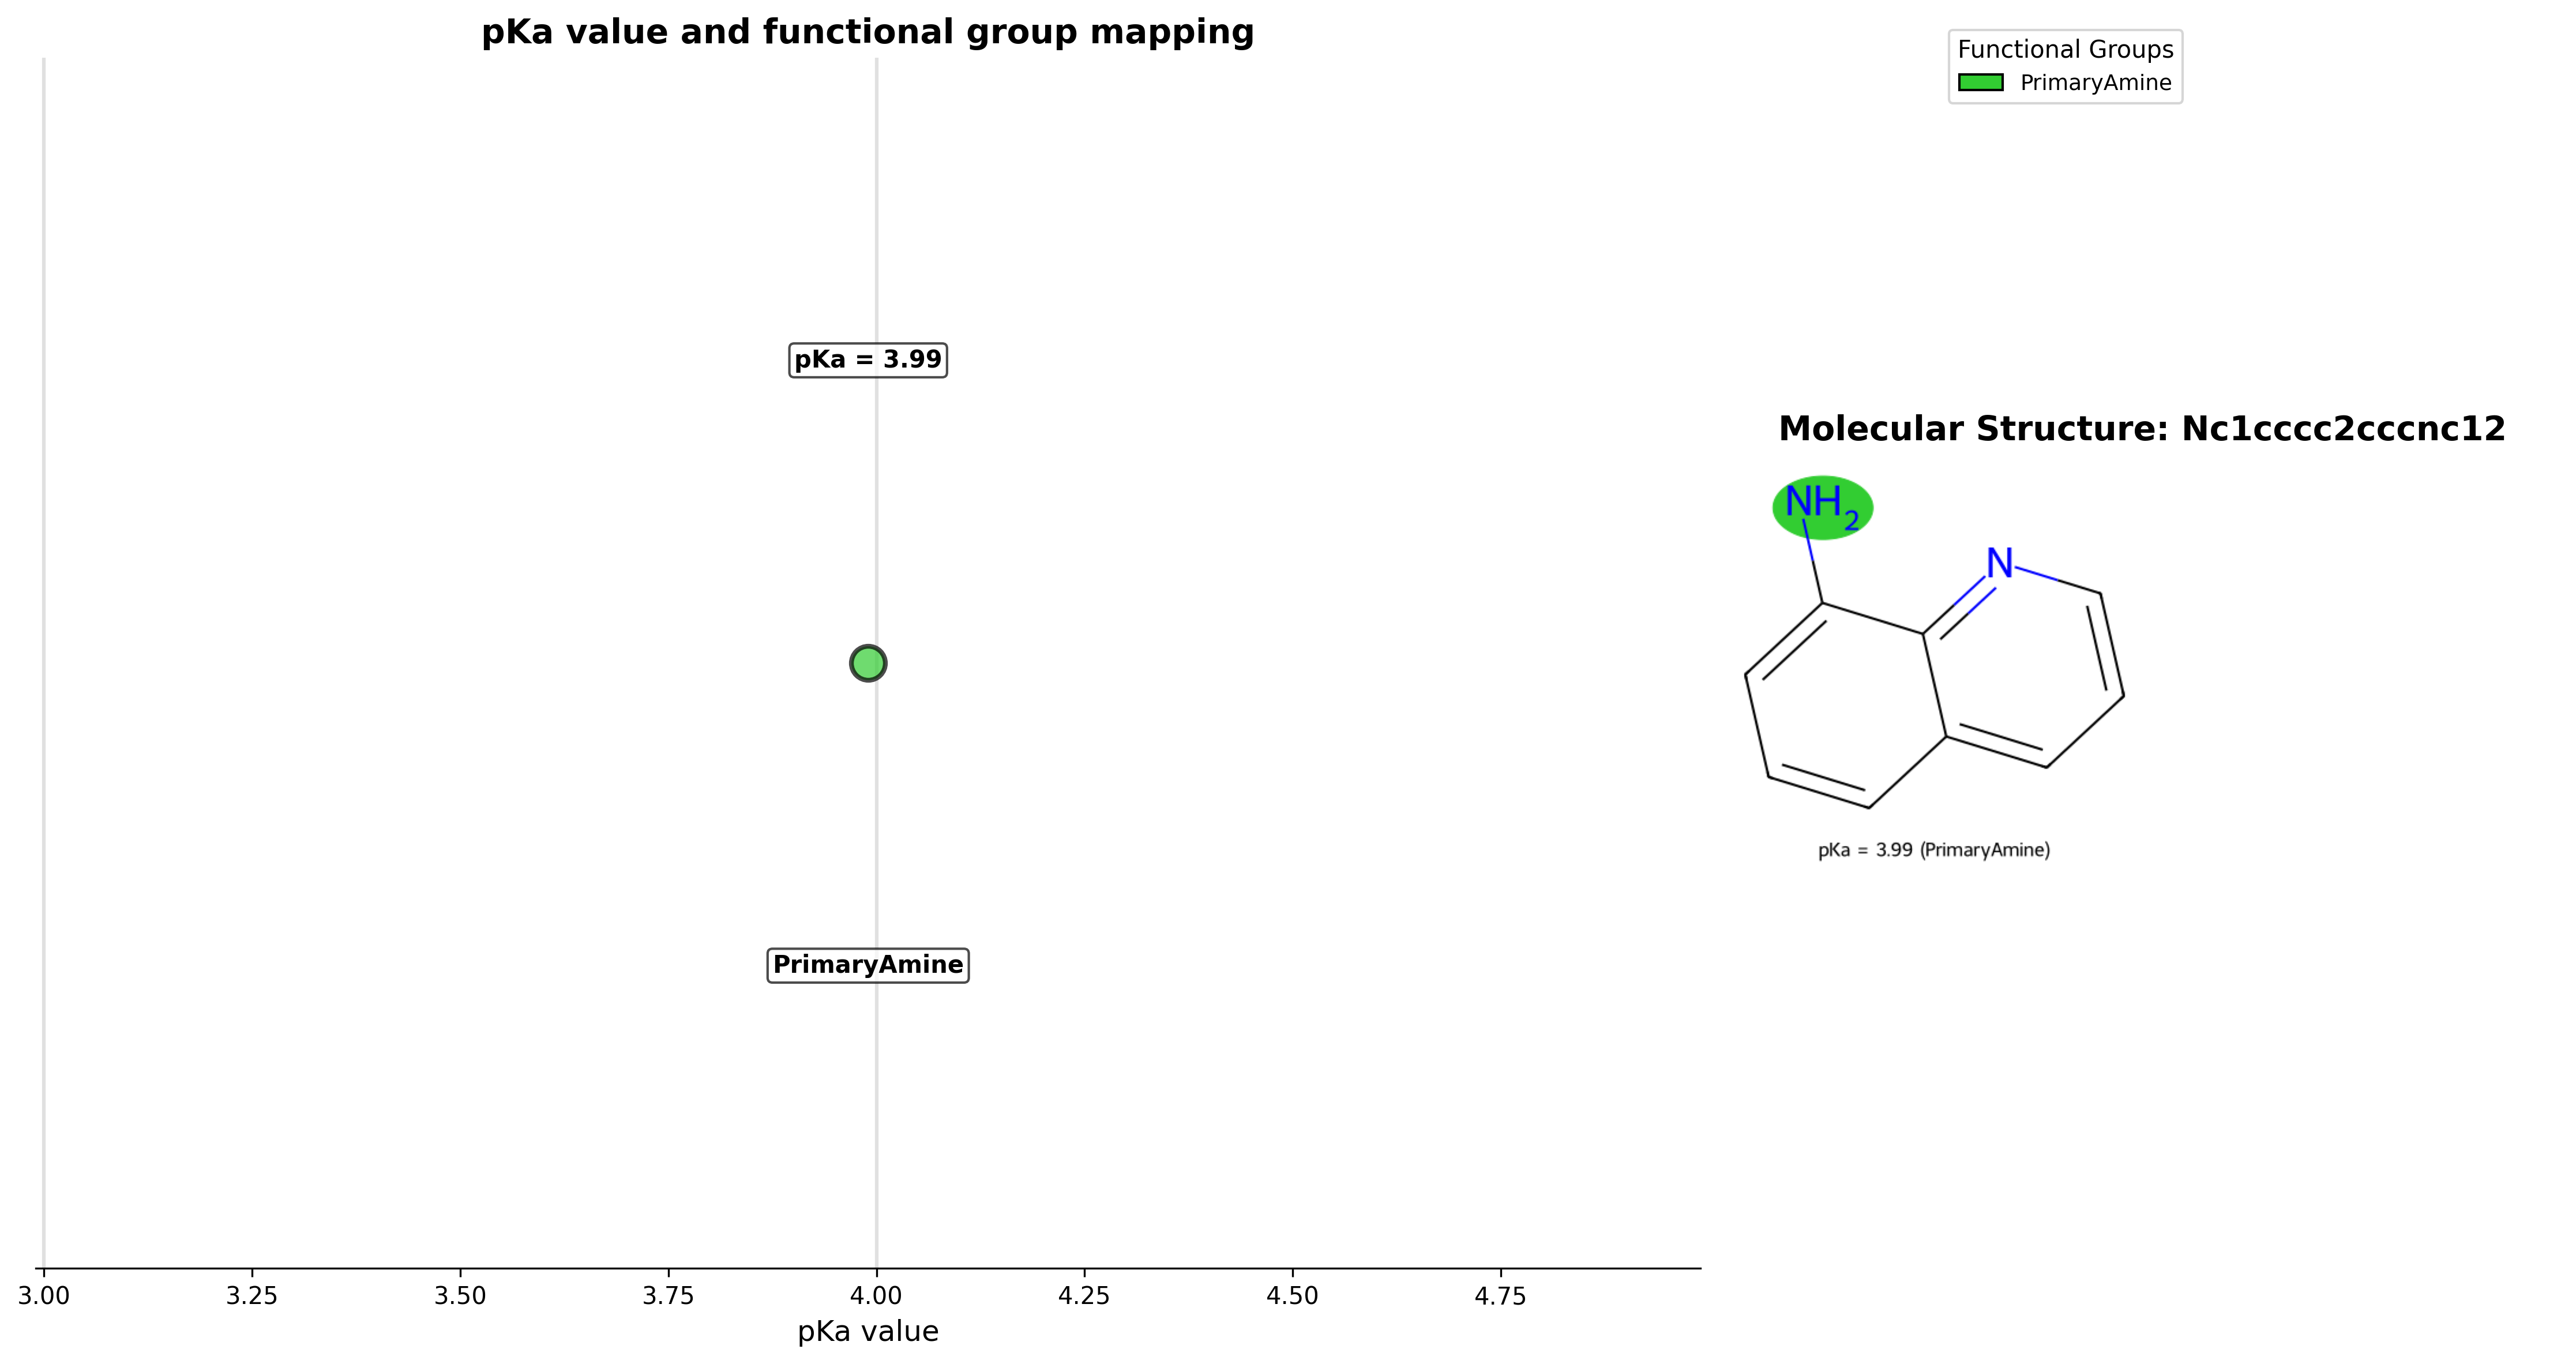 pKa value and functional group mapping
pKa = 3.99
PrimaryAmine
3.00 3.25 3.50 3.75 4.00 4.25 4.50 4.75
pKa value
Functional Groups
PrimaryAmine
Molecular Structure: Nc1cccc2cccnc12
NH2
N
pKa = 3.99 (PrimaryAmine)